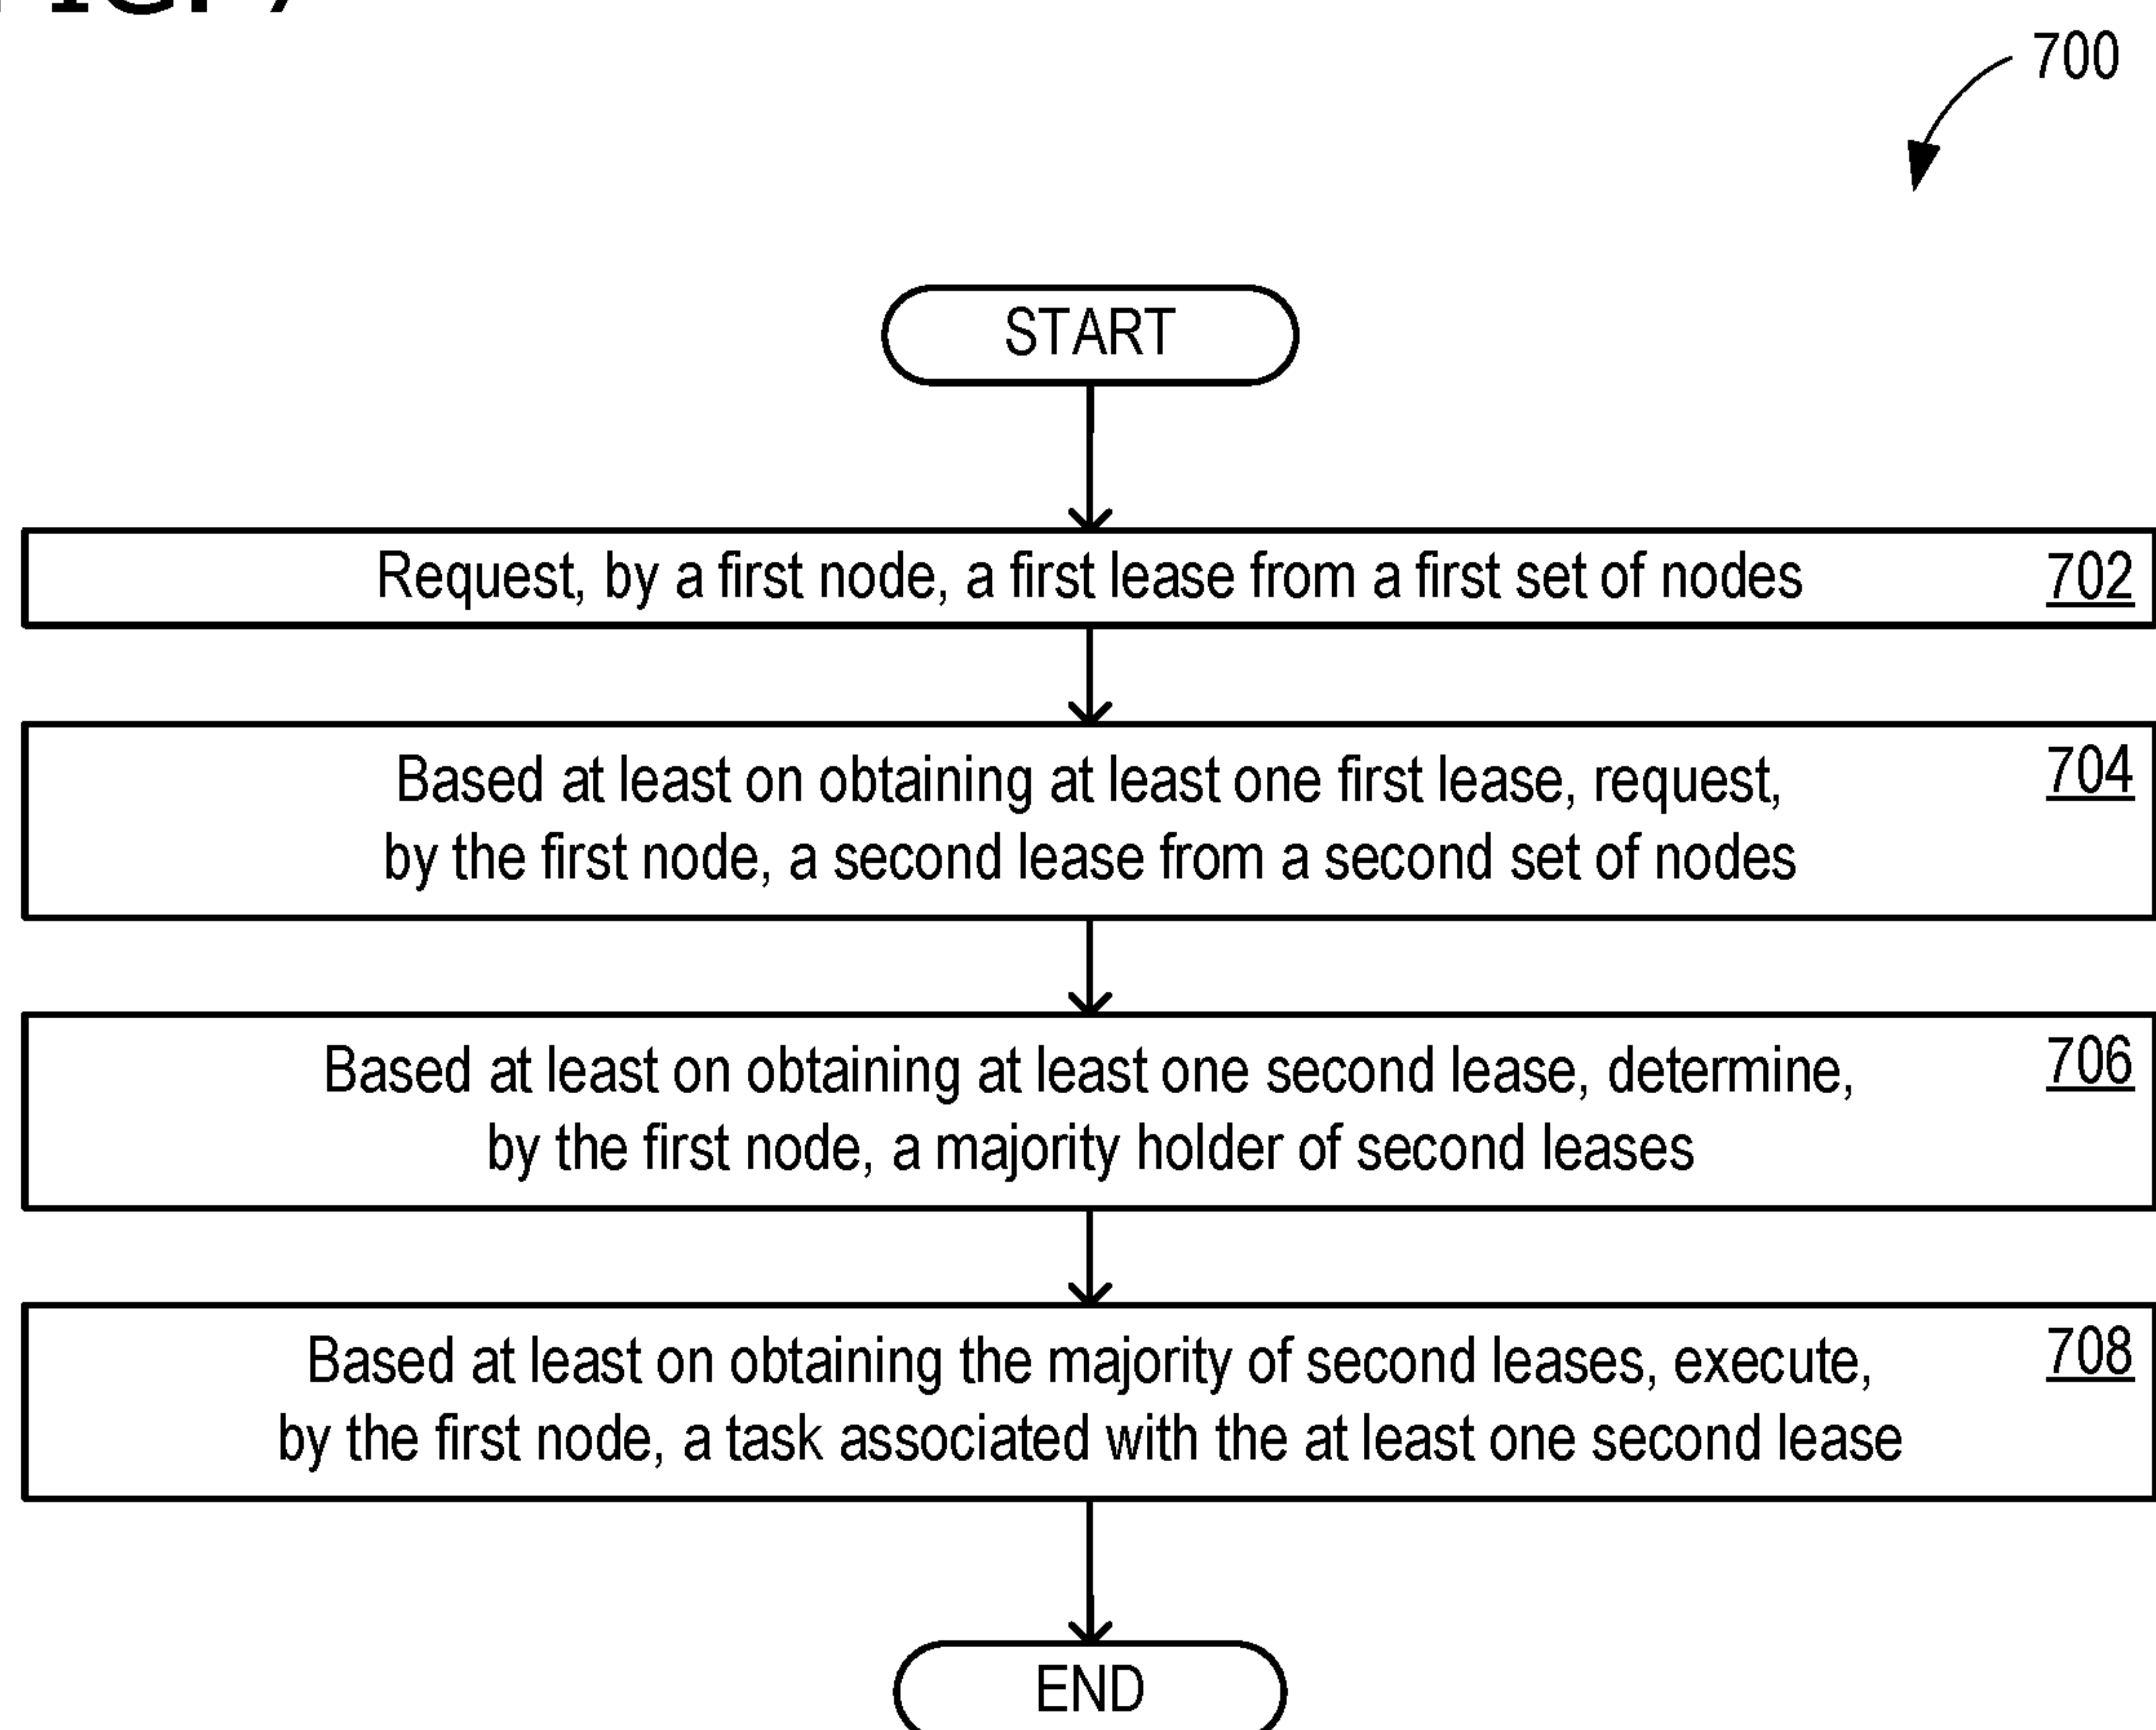 FIG. 7
700
START
Request, by a first node, a first lease from a first set of nodes 702
Based at least on obtaining at least one first lease, request, 704
by the first node, a second lease from a second set of nodes
Based at least on obtaining at least one second lease, determine, 706
by the first node, a majority holder of second leases
Based at least on obtaining the majority of second leases, execute, 708
by the first node, a task associated with the at least one second lease
END